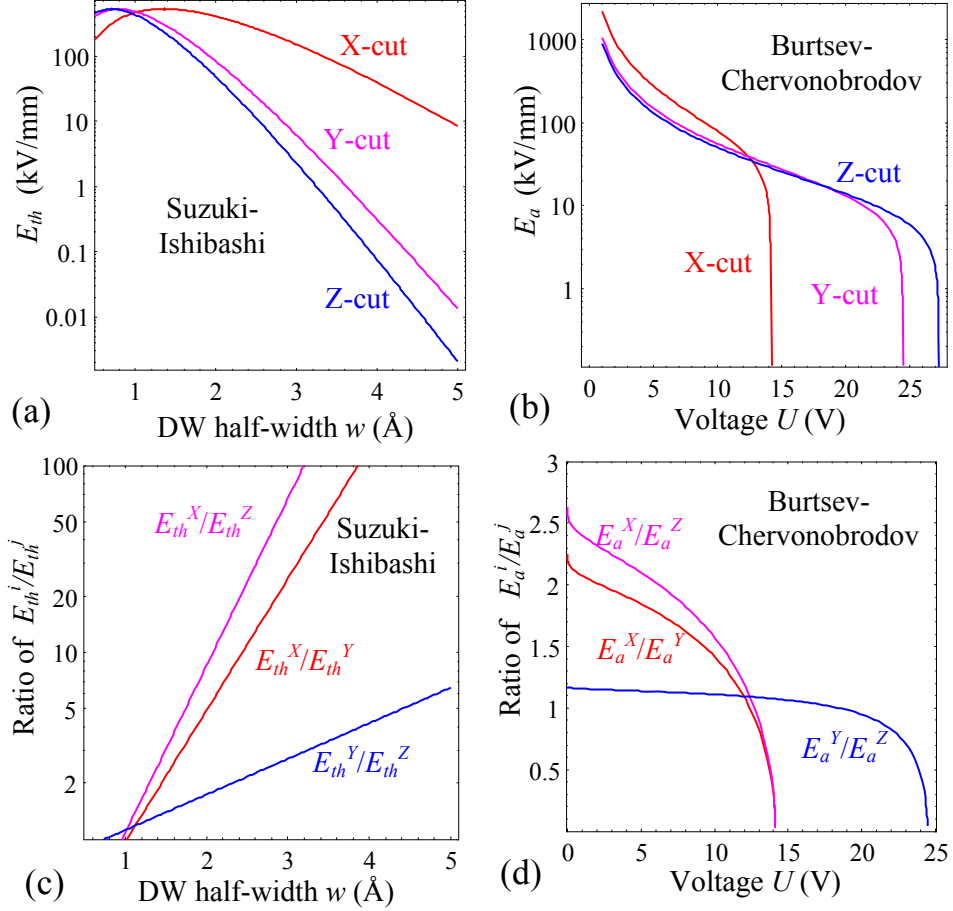 500
100
10
1
0.1
0.01
E_th (kV/mm)
X-cut
Y-cut
Suzuki-
Ishibashi
Z-cut
1 2 3 4 5
DW half-width w (Å)
(a)
1000
100
10
1
E_a (kV/mm)
Burtsev-
Chervonobrodov
Z-cut
X-cut
Y-cut
0 5 10 15 20 25
Voltage U (V)
(b)
100
50
20
10
5
2
Ratio of E_th^i/E_th^j
E_th^X/E_th^Z
Suzuki-
Ishibashi
E_th^X/E_th^Y
E_th^Y/E_th^Z
1 2 3 4 5
DW half-width w (Å)
(c)
3
2.5
2
1.5
1
0.5
Ratio of E_a^i/E_a^j
Burtsev-
Chervonobrodov
E_a^X/E_a^Z
E_a^X/E_a^Y
E_a^Y/E_a^Z
0 5 10 15 20 25
Voltage U (V)
(d)